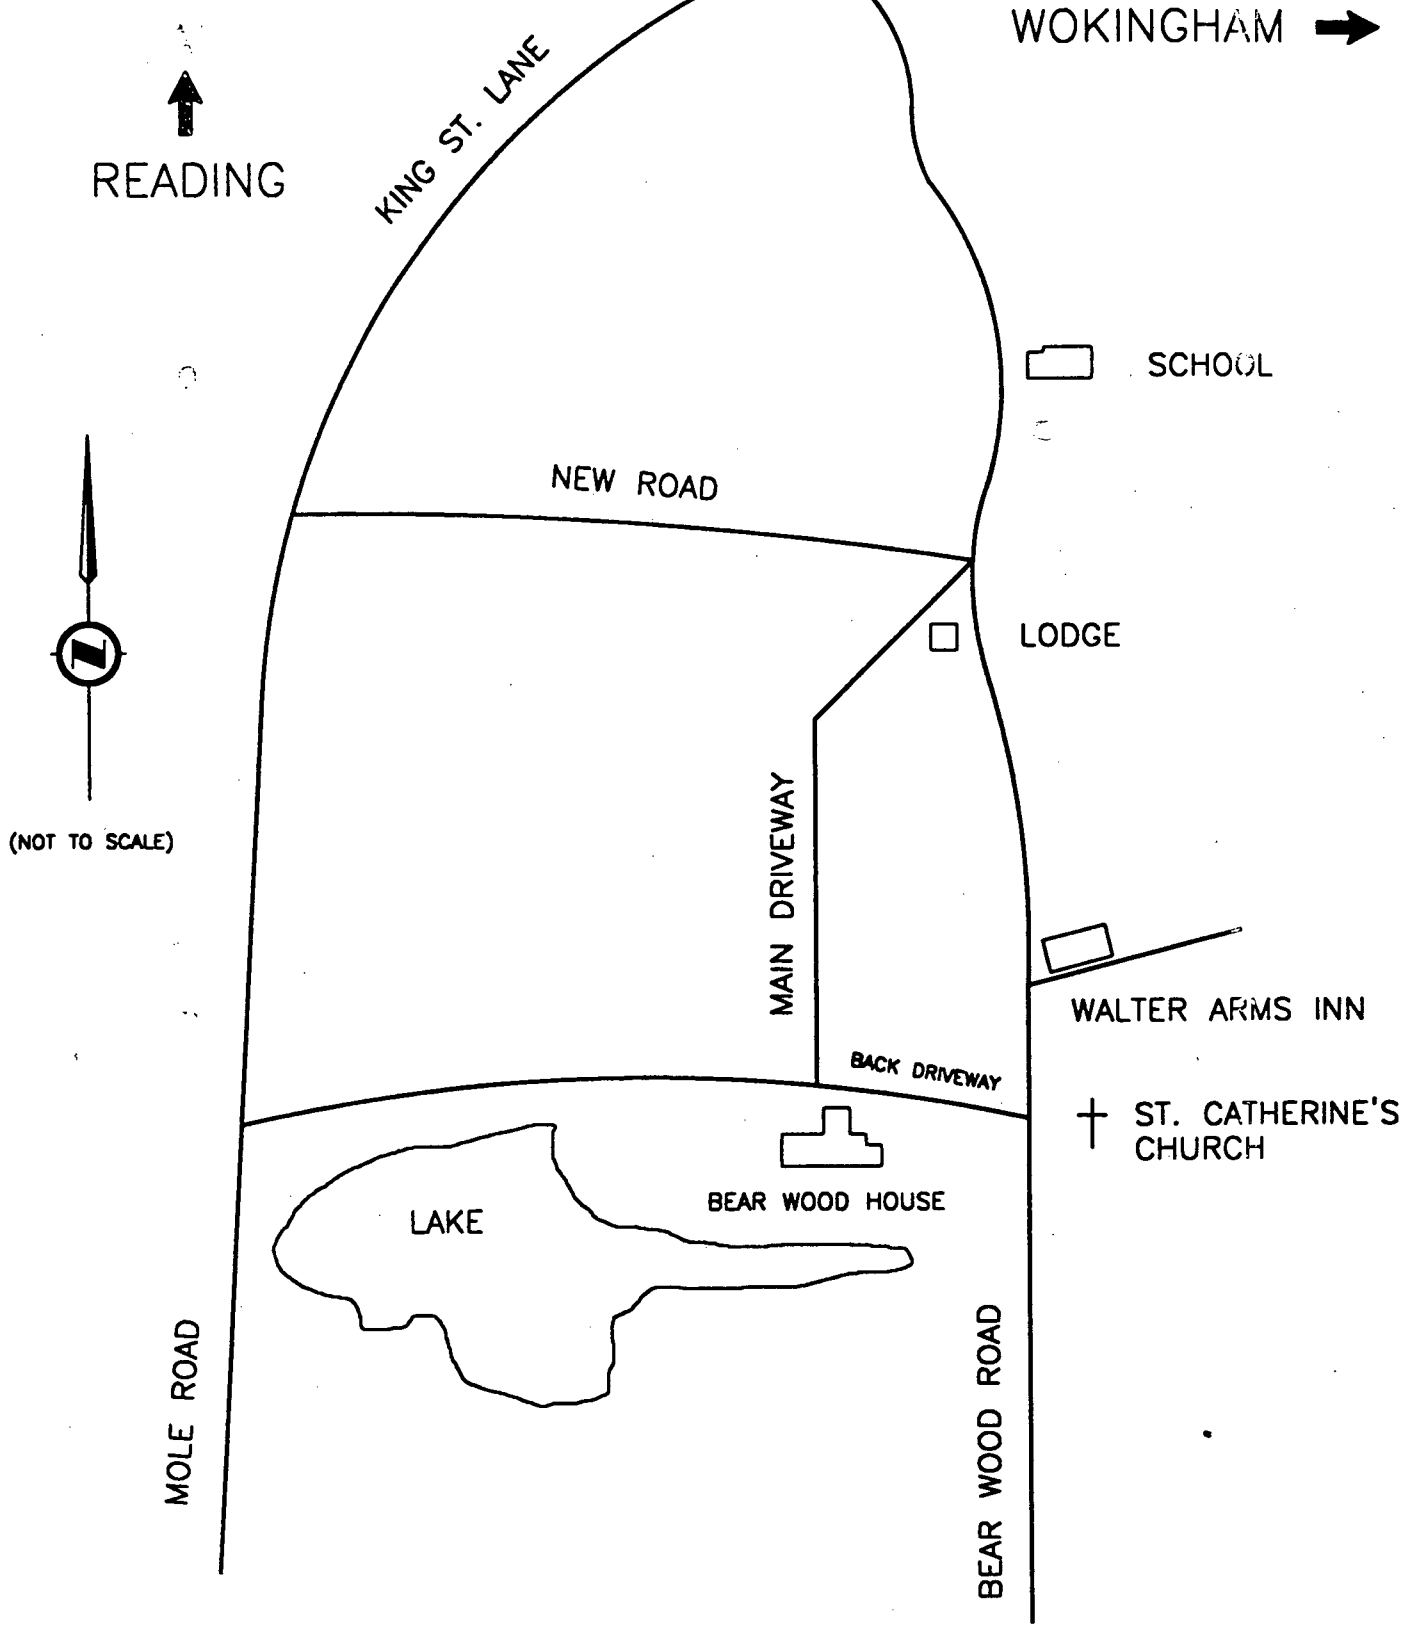 WOKINGHAM
READING
KING ST. LANE
SCHOOL
NEW ROAD
LODGE
N
(NOT TO SCALE)
MAIN DRIVEWAY
WALTER ARMS INN
BACK DRIVEWAY
ST. CATHERINE'S
CHURCH
BEAR WOOD HOUSE
LAKE
MOLE ROAD
BEAR WOOD ROAD